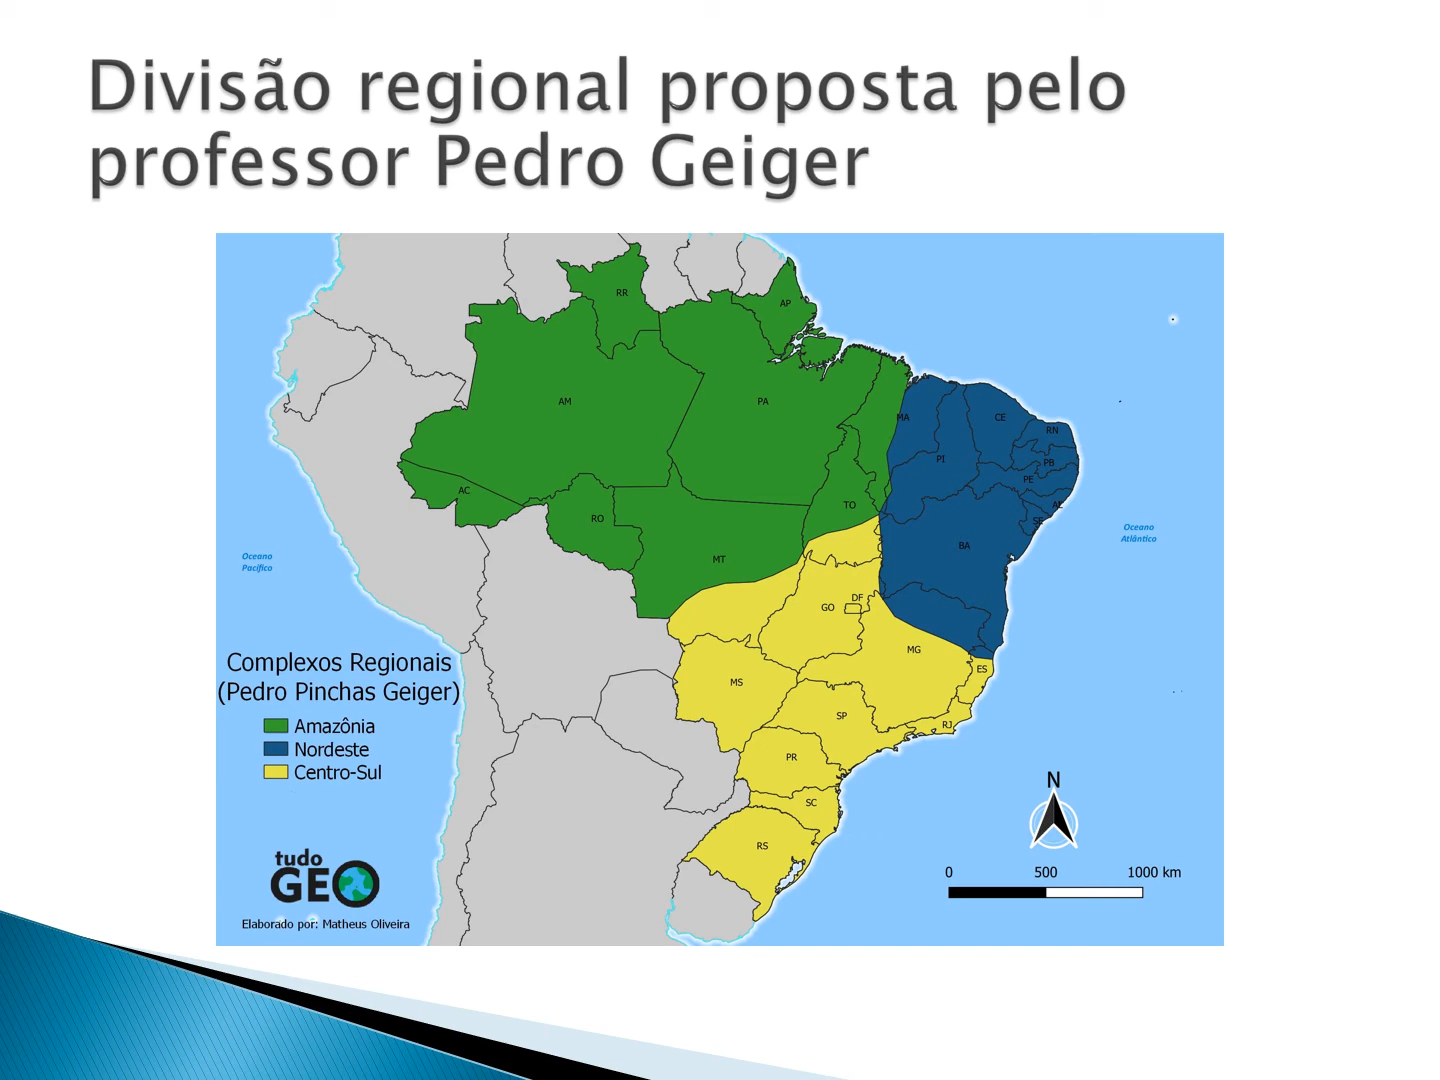 Divisão regional proposta pelo
professor Pedro Geiger
RR
AP
AM
PA
MA
CE
RN
PI
PB
PE
AC
TO
AL
RO
SE
MT
BA
Oceano
Atlântico
Oceano
Pacífico
DF
GO
MG
ES
MS
SP
RJ
PR
SC
RS
Complexos Regionais
(Pedro Pinchas Geiger)
Amazônia
Nordeste
Centro-Sul
N
0 500 1000 km
tudo
GEO
Elaborado por: Matheus Oliveira